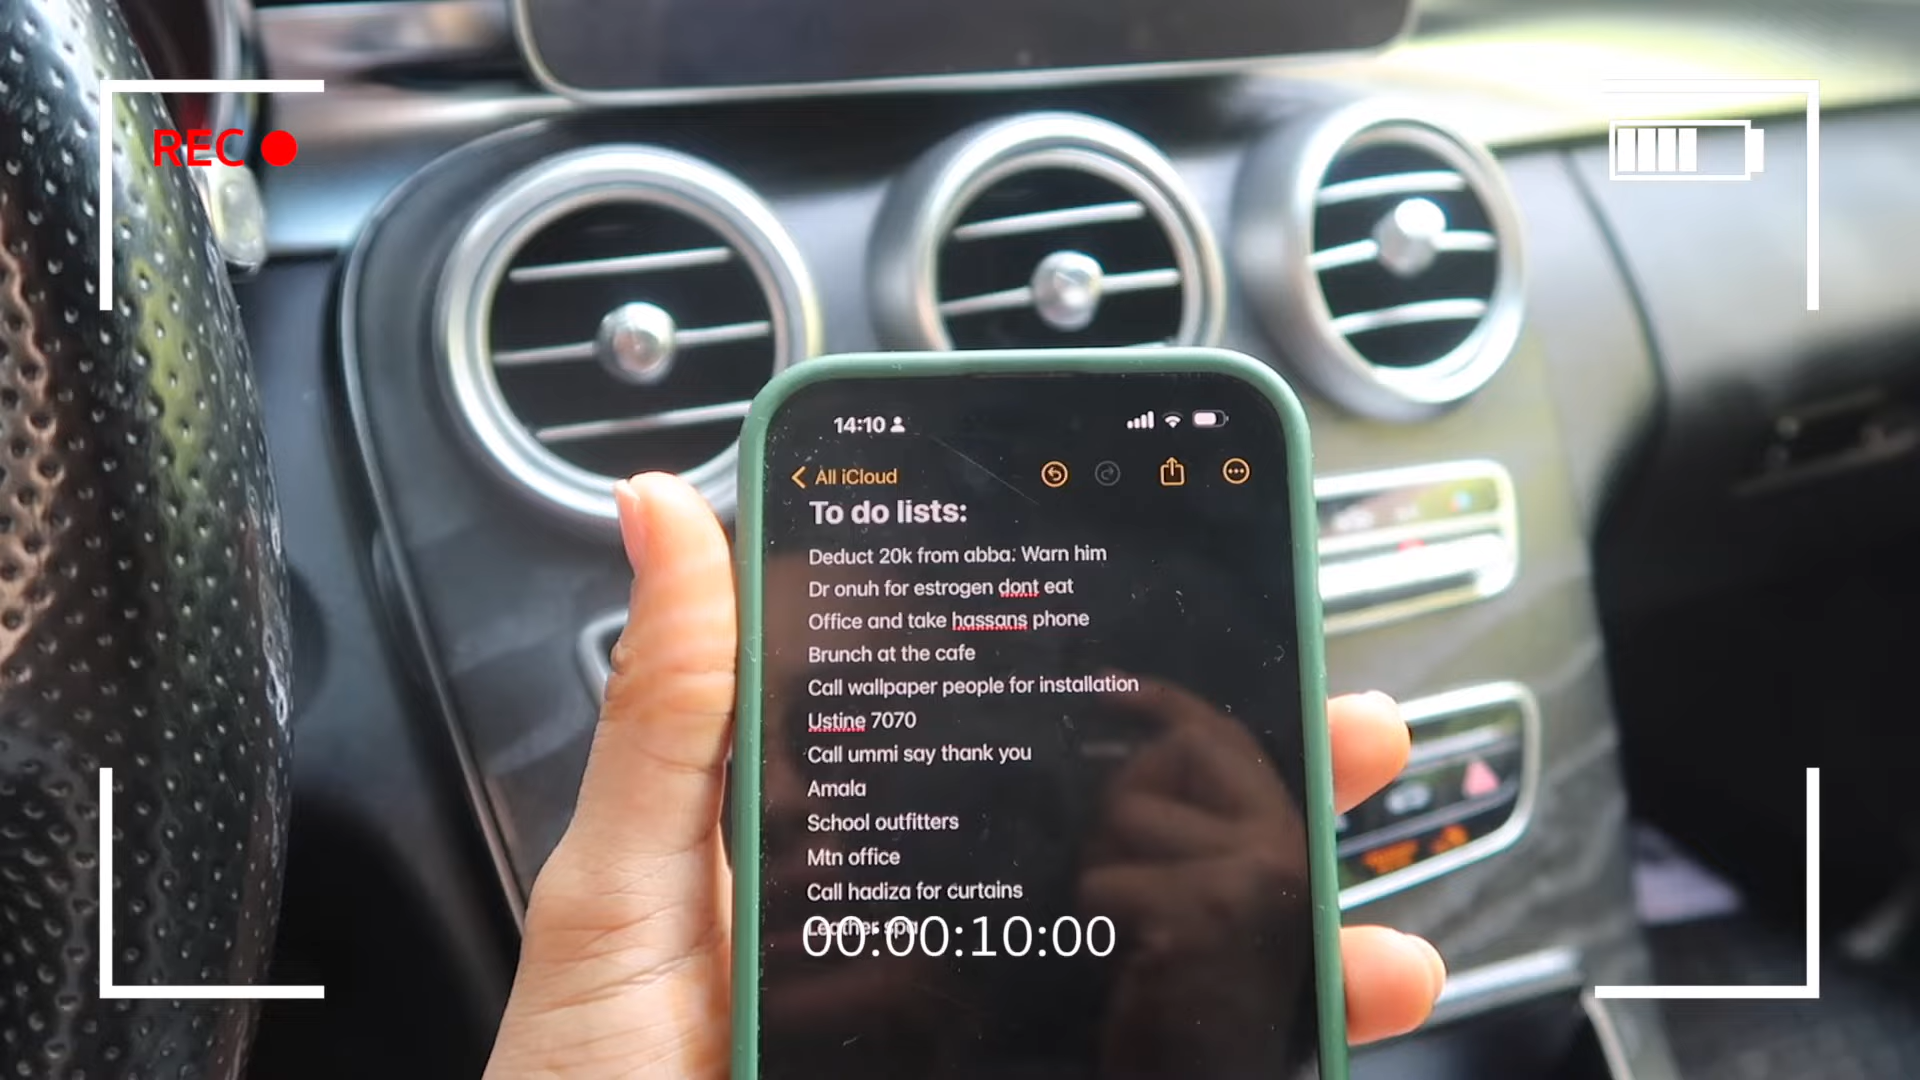 REC
14:10
All iCloud
To do lists:
Deduct 20k from abba. Warn him
Dr onuh for estrogen dont eat
Office and take hassans phone
Brunch at the cafe
Call wallpaper people for installation
Ustine 7070
Call ummi say thank you
Amala
School outfitters
Mtn office
Call hadiza for curtains
Leather spa
00:00:10:00